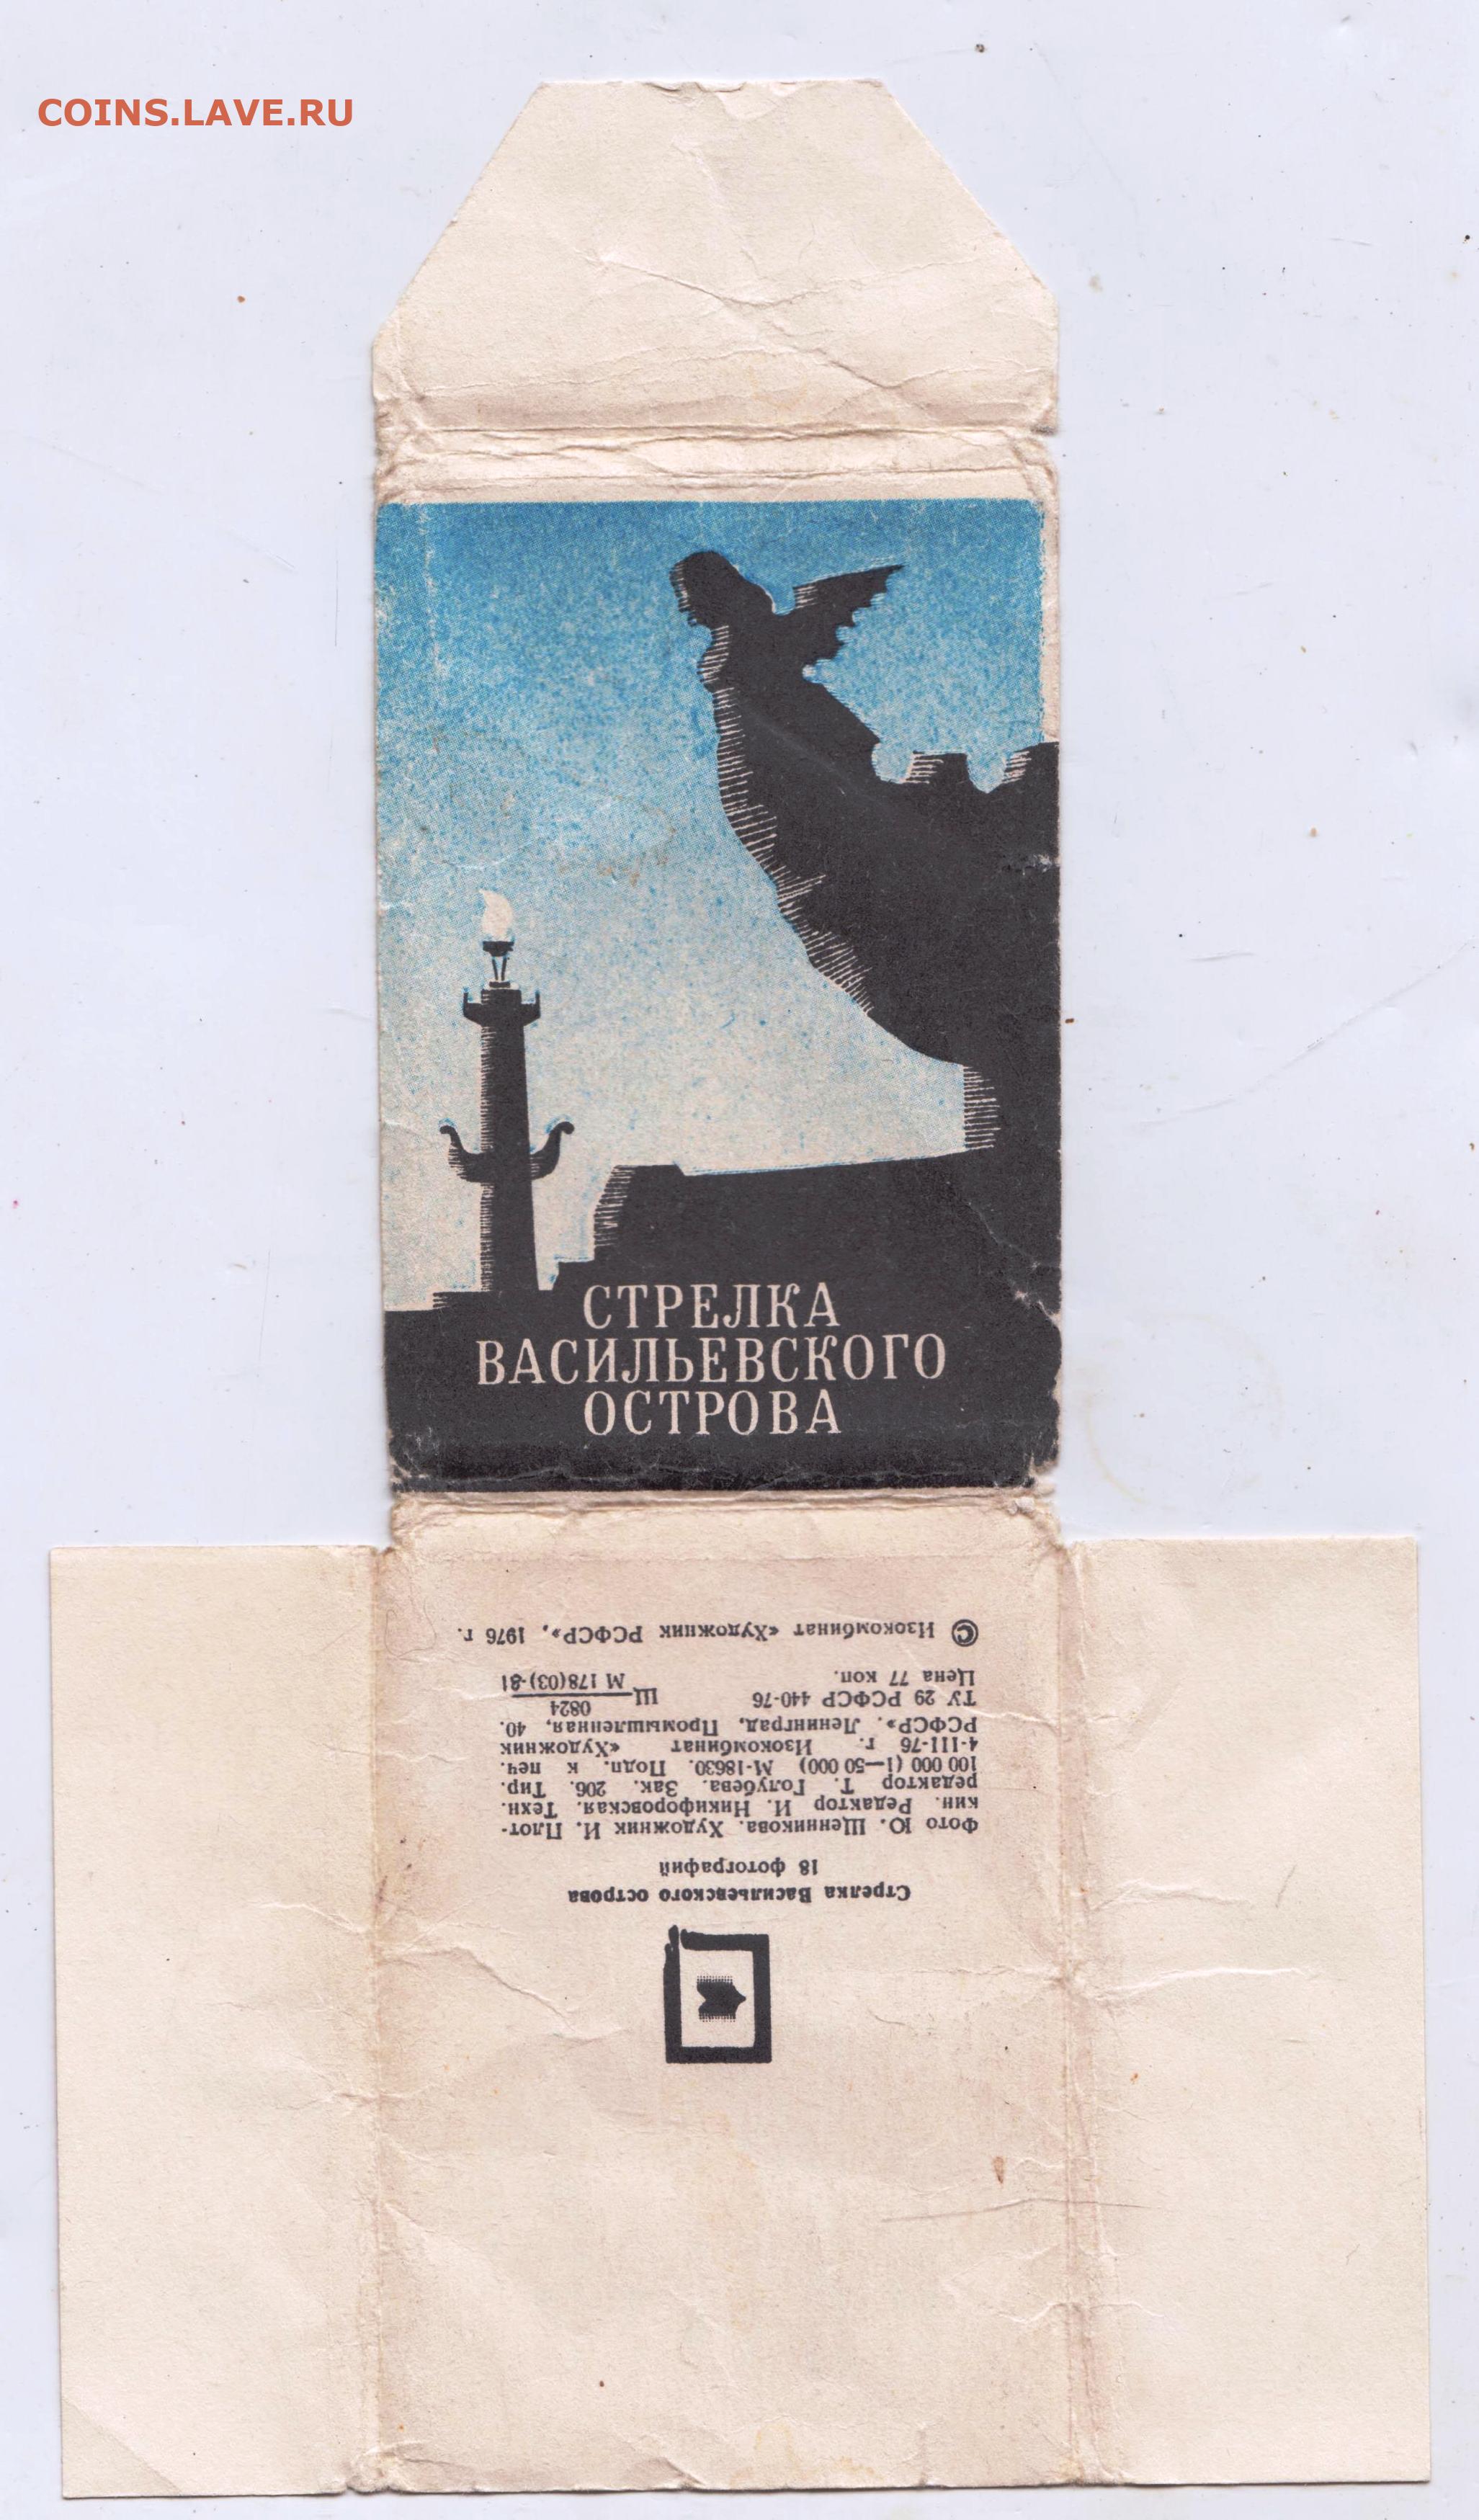 COINS.LAVE.RU
СТРЕЛКА
ВАСИЛЬЕВСКОГО
ОСТРОВА
Стрелка Васильевского острова
18 фотографий
Фото Ю. Щенникова. Художник И. Плот-
кин. Редактор И. Никифоровская. Техн.
редактор Т. Голубева. Зак. 206. Тир.
100 000 (1—50 000) М-18630. Подп. к печ.
4-III-76 г. Изокомбинат «Художник
РСФСР». Ленинград, Промышленная, 40.
ТУ 29 РСФСР 440-76 Щ 0824
Цена 77 коп. М 178(03)-81
© Изокомбинат «Художник РСФСР», 1976 г.